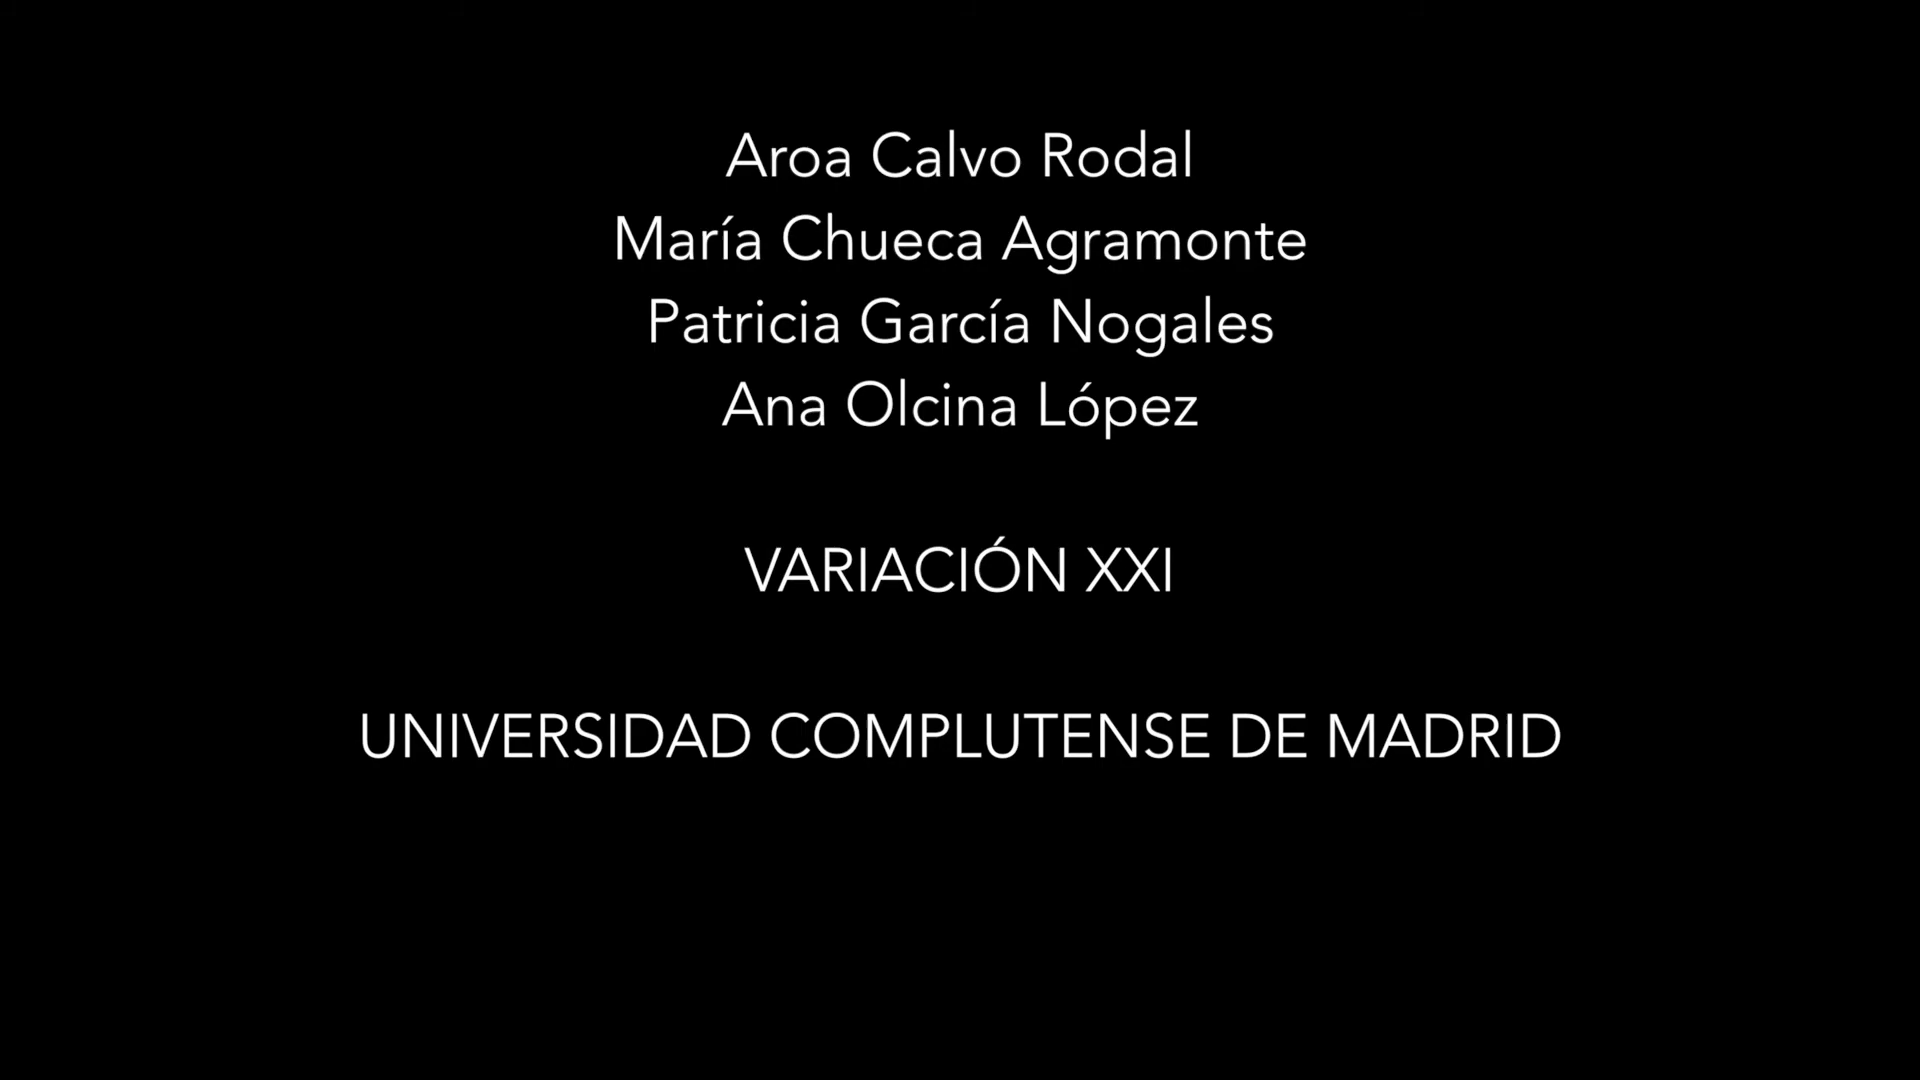 Aroa Calvo Rodal
María Chueca Agramonte
Patricia García Nogales
Ana Olcina López
VARIACIÓN XXI
UNIVERSIDAD COMPLUTENSE DE MADRID